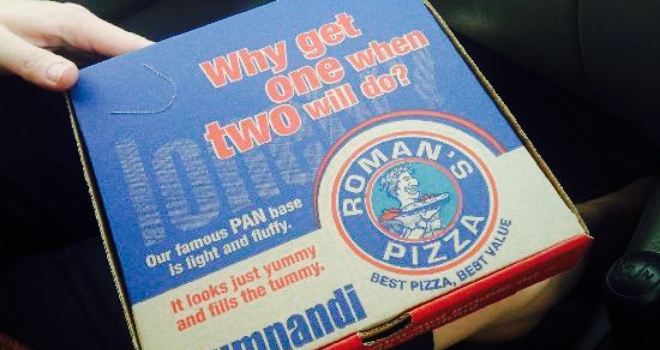 Why get
one when
two will do?
Our famous PAN base
is light and fluffy.
It looks just yummy
and fills the tummy.
ROMAN'S
PIZZA
BEST PIZZA, BEST VALUE